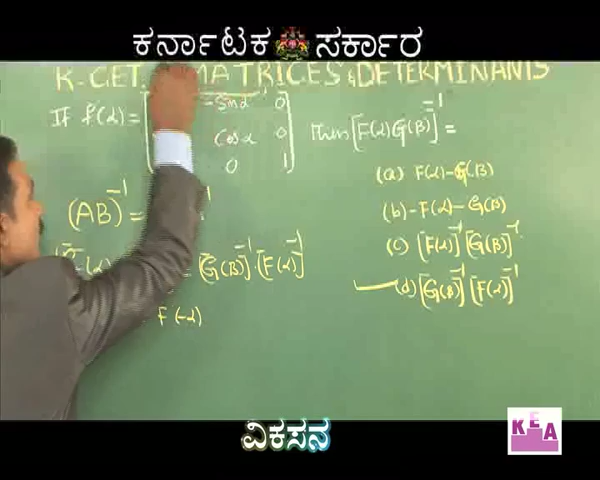 ಕರ್ನಾಟಕ ಸರ್ಕಾರ
K-CET. MATRICES & DETERMINANTS
If f(α) = [ -sinα 0 cosα 0 0 1 ] Then [F(α)G(β)]⁻¹ =
(a) F(α)-G(β)
(AB)⁻¹ =
(b) -F(α)-G(β)
(c) [F(α)]⁻¹[G(β)]⁻¹
[G(β)]⁻¹·[F(α)]⁻¹
(d) [G(β)]⁻¹[F(α)]⁻¹
F(-α)
ವಿಕಸನ
KEA